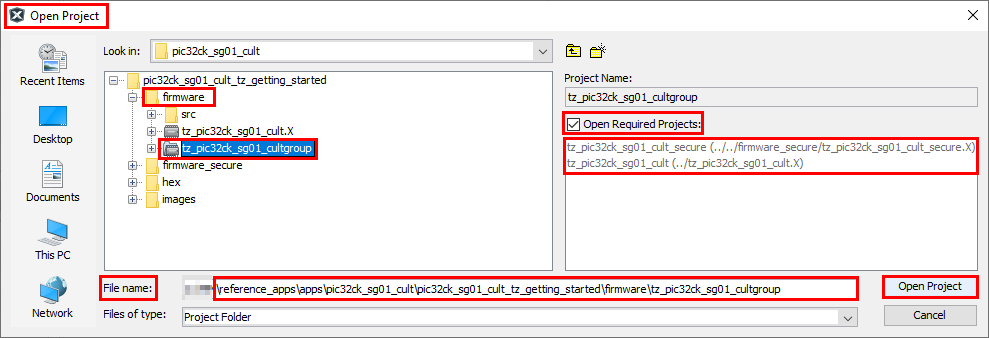 Open Project
Look in:
pic32ck_sg01_cult
Recent Items
Desktop
Documents
This PC
Network
pic32ck_sg01_cult_tz_getting_started
firmware
src
tz_pic32ck_sg01_cult.X
tz_pic32ck_sg01_cultgroup
firmware_secure
hex
images
Project Name:
tz_pic32ck_sg01_cultgroup
Open Required Projects:
tz_pic32ck_sg01_cult_secure (../../firmware_secure/tz_pic32ck_sg01_cult_secure.X)
tz_pic32ck_sg01_cult (../tz_pic32ck_sg01_cult.X)
File name:
\reference_apps\apps\pic32ck_sg01_cult\pic32ck_sg01_cult_tz_getting_started\firmware\tz_pic32ck_sg01_cultgroup
Open Project
Files of type:
Project Folder
Cancel